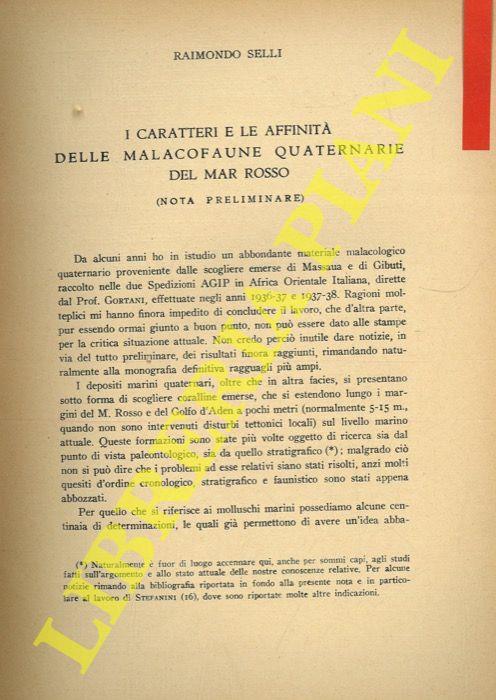 RAIMONDO SELLI
I CARATTERI E LE AFFINITÀ
DELLE MALACOFAUNE QUATERNARIE
DEL MAR ROSSO
(NOTA PRELIMINARE)
Da alcuni anni ho in istudio un abbondante materiale malacologico
quaternario proveniente dalle scogliere emerse di Massaua e di Gibuti,
raccolto nelle due Spedizioni AGIP in Africa Orientale Italiana, dirette
dal Prof. GORTANI, effettuate negli anni 1936-37 e 1937-38. Ragioni mol-
teplici mi hanno finora impedito di concludere il lavoro, che d'altra parte,
pur essendo ormai giunto a buon punto, non può essere dato alle stampe
per la critica situazione attuale. Non credo perciò inutile dare notizie, in
via del tutto preliminare, dei risultati finora raggiunti, rimandando natu-
ralmente alla monografia definitiva ragguagli più ampi.
I depositi marini quaternari, oltre che in altra facies, si presentano
sotto forma di scogliere coralline emerse, che si estendono lungo i mar-
gini del M. Rosso e del Golfo d'Aden a pochi metri (normalmente 5-15 m.,
quando non sono intervenuti disturbi tettonici locali) sul livello marino
attuale. Queste formazioni sono state più volte oggetto di ricerca sia dal
punto di vista paleontologico, sia da quello stratigrafico (*); malgrado ciò
non si può dire che i problemi ad esse relativi siano stati risolti, anzi molti
quesiti d'ordine cronologico, stratigrafico e faunistico sono stati appena
abbozzati.
Per quello che si riferisce ai molluschi marini possediamo alcune cen-
tinaia di determinazioni, le quali già permettono di avere un'idea abba-
(*) Naturalmente è fuor di luogo accennare qui, anche per sommi capi, agli studi
fatti sull'argomento e allo stato attuale delle nostre conoscenze relative. Per alcune
notizie rimando alla bibliografia riportata in fondo alla presente nota e in partico-
lare al lavoro di STEFANINI (16), dove sono riportate molte altre indicazioni.
LIBRERIA PIANI